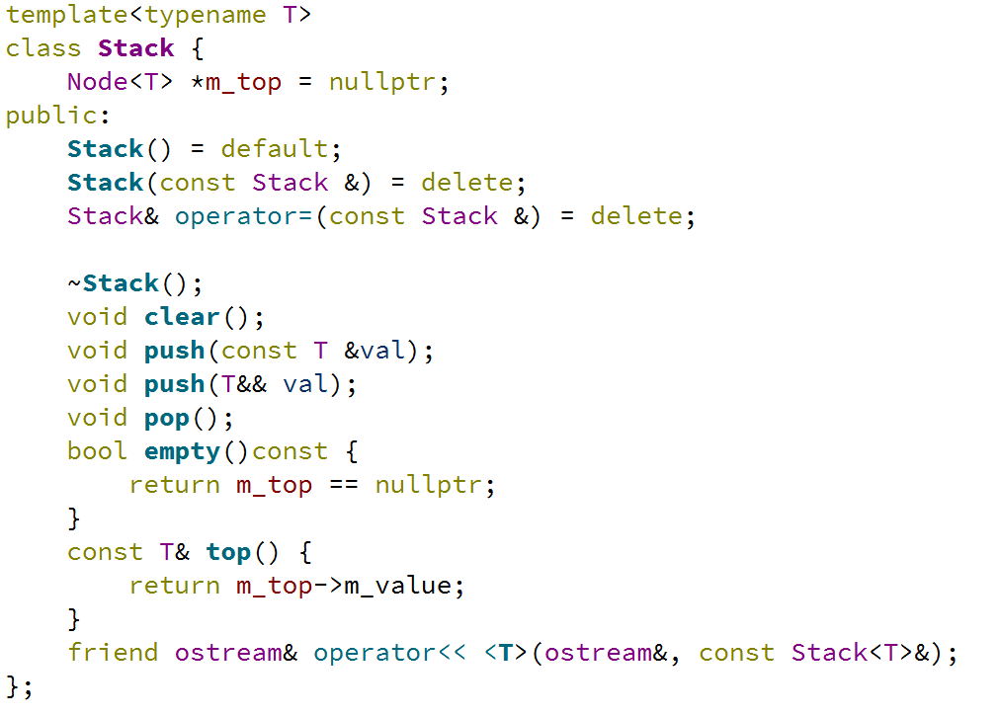 template<typename T>
class Stack {
    Node<T> *m_top = nullptr;
public:
    Stack() = default;
    Stack(const Stack &) = delete;
    Stack& operator=(const Stack &) = delete;

    ~Stack();
    void clear();
    void push(const T &val);
    void push(T&& val);
    void pop();
    bool empty()const {
        return m_top == nullptr;
    }
    const T& top() {
        return m_top->m_value;
    }
    friend ostream& operator<< <T>(ostream&, const Stack<T>&);
};